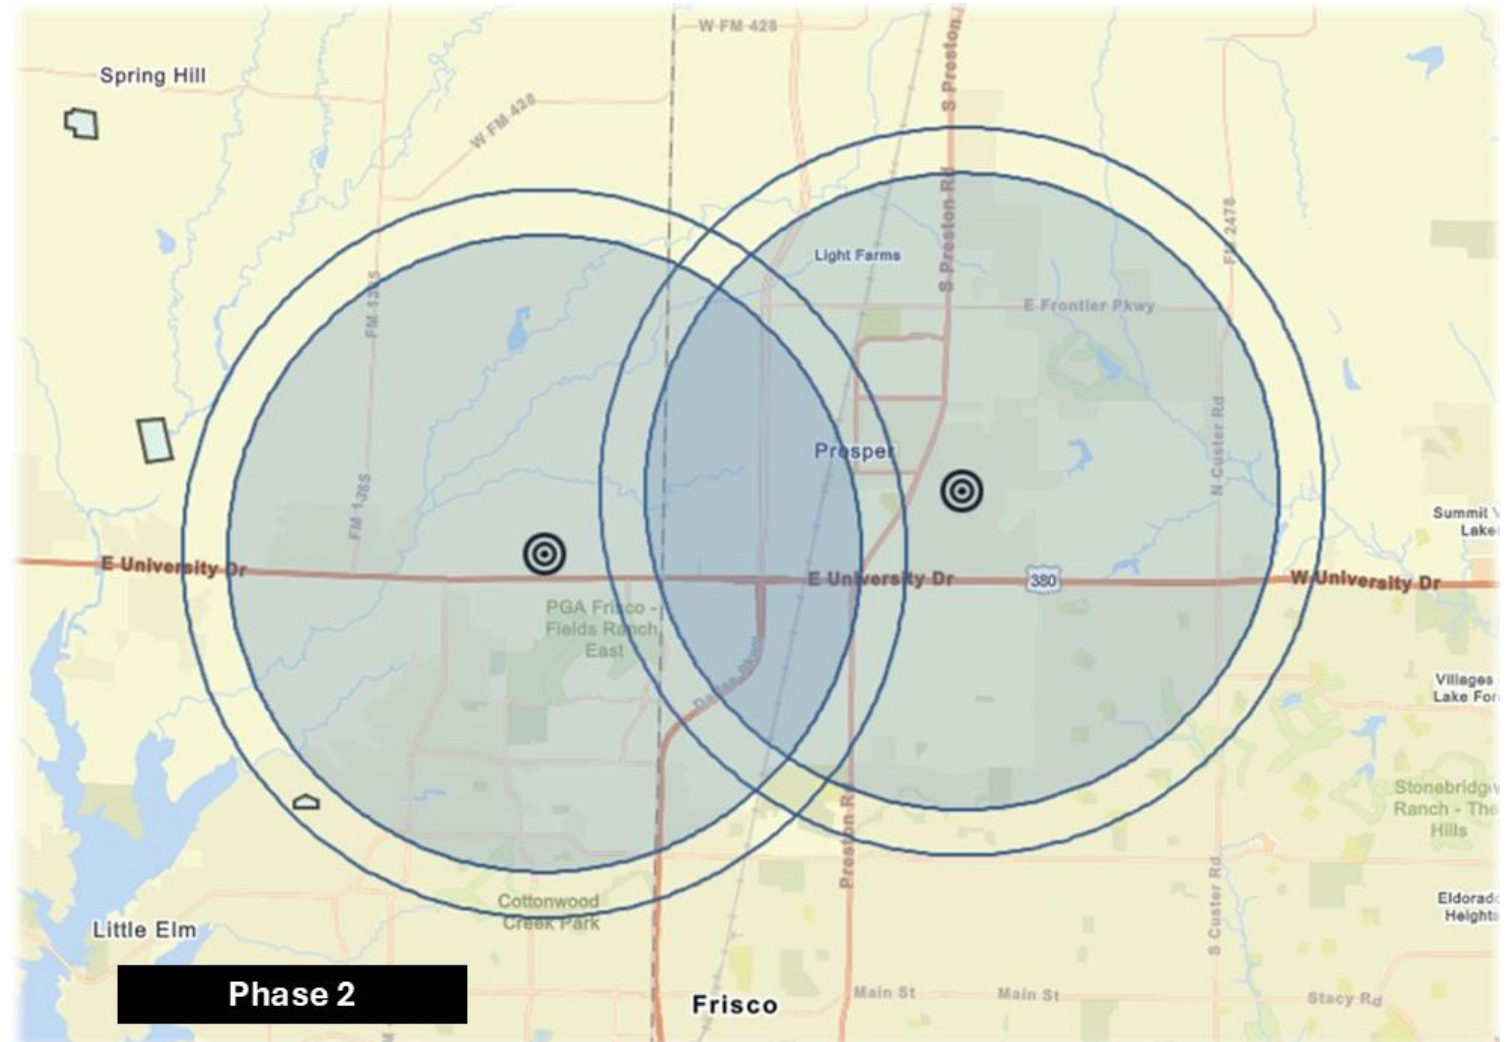 W FM 428
S Preston
Spring Hill
W FM 428
S Preston Rd
FM 2478
Light Farms
FM 1385
E Frontier Pkwy
N Custer Rd
Prosper
FM 1385
Summit
Lake
E University Dr
E University Dr
380
W University Dr
PGA Frisco -
Fields Ranch
East
Dallas Pkwy
Villages
Lake For
Stonebridge
Ranch - The
Hills
Preston Rd
Cottonwood
Creek Park
S Custer Rd
Eldorado
Heights
Little Elm
Phase 2
Frisco
Main St
Main St
Stacy Rd